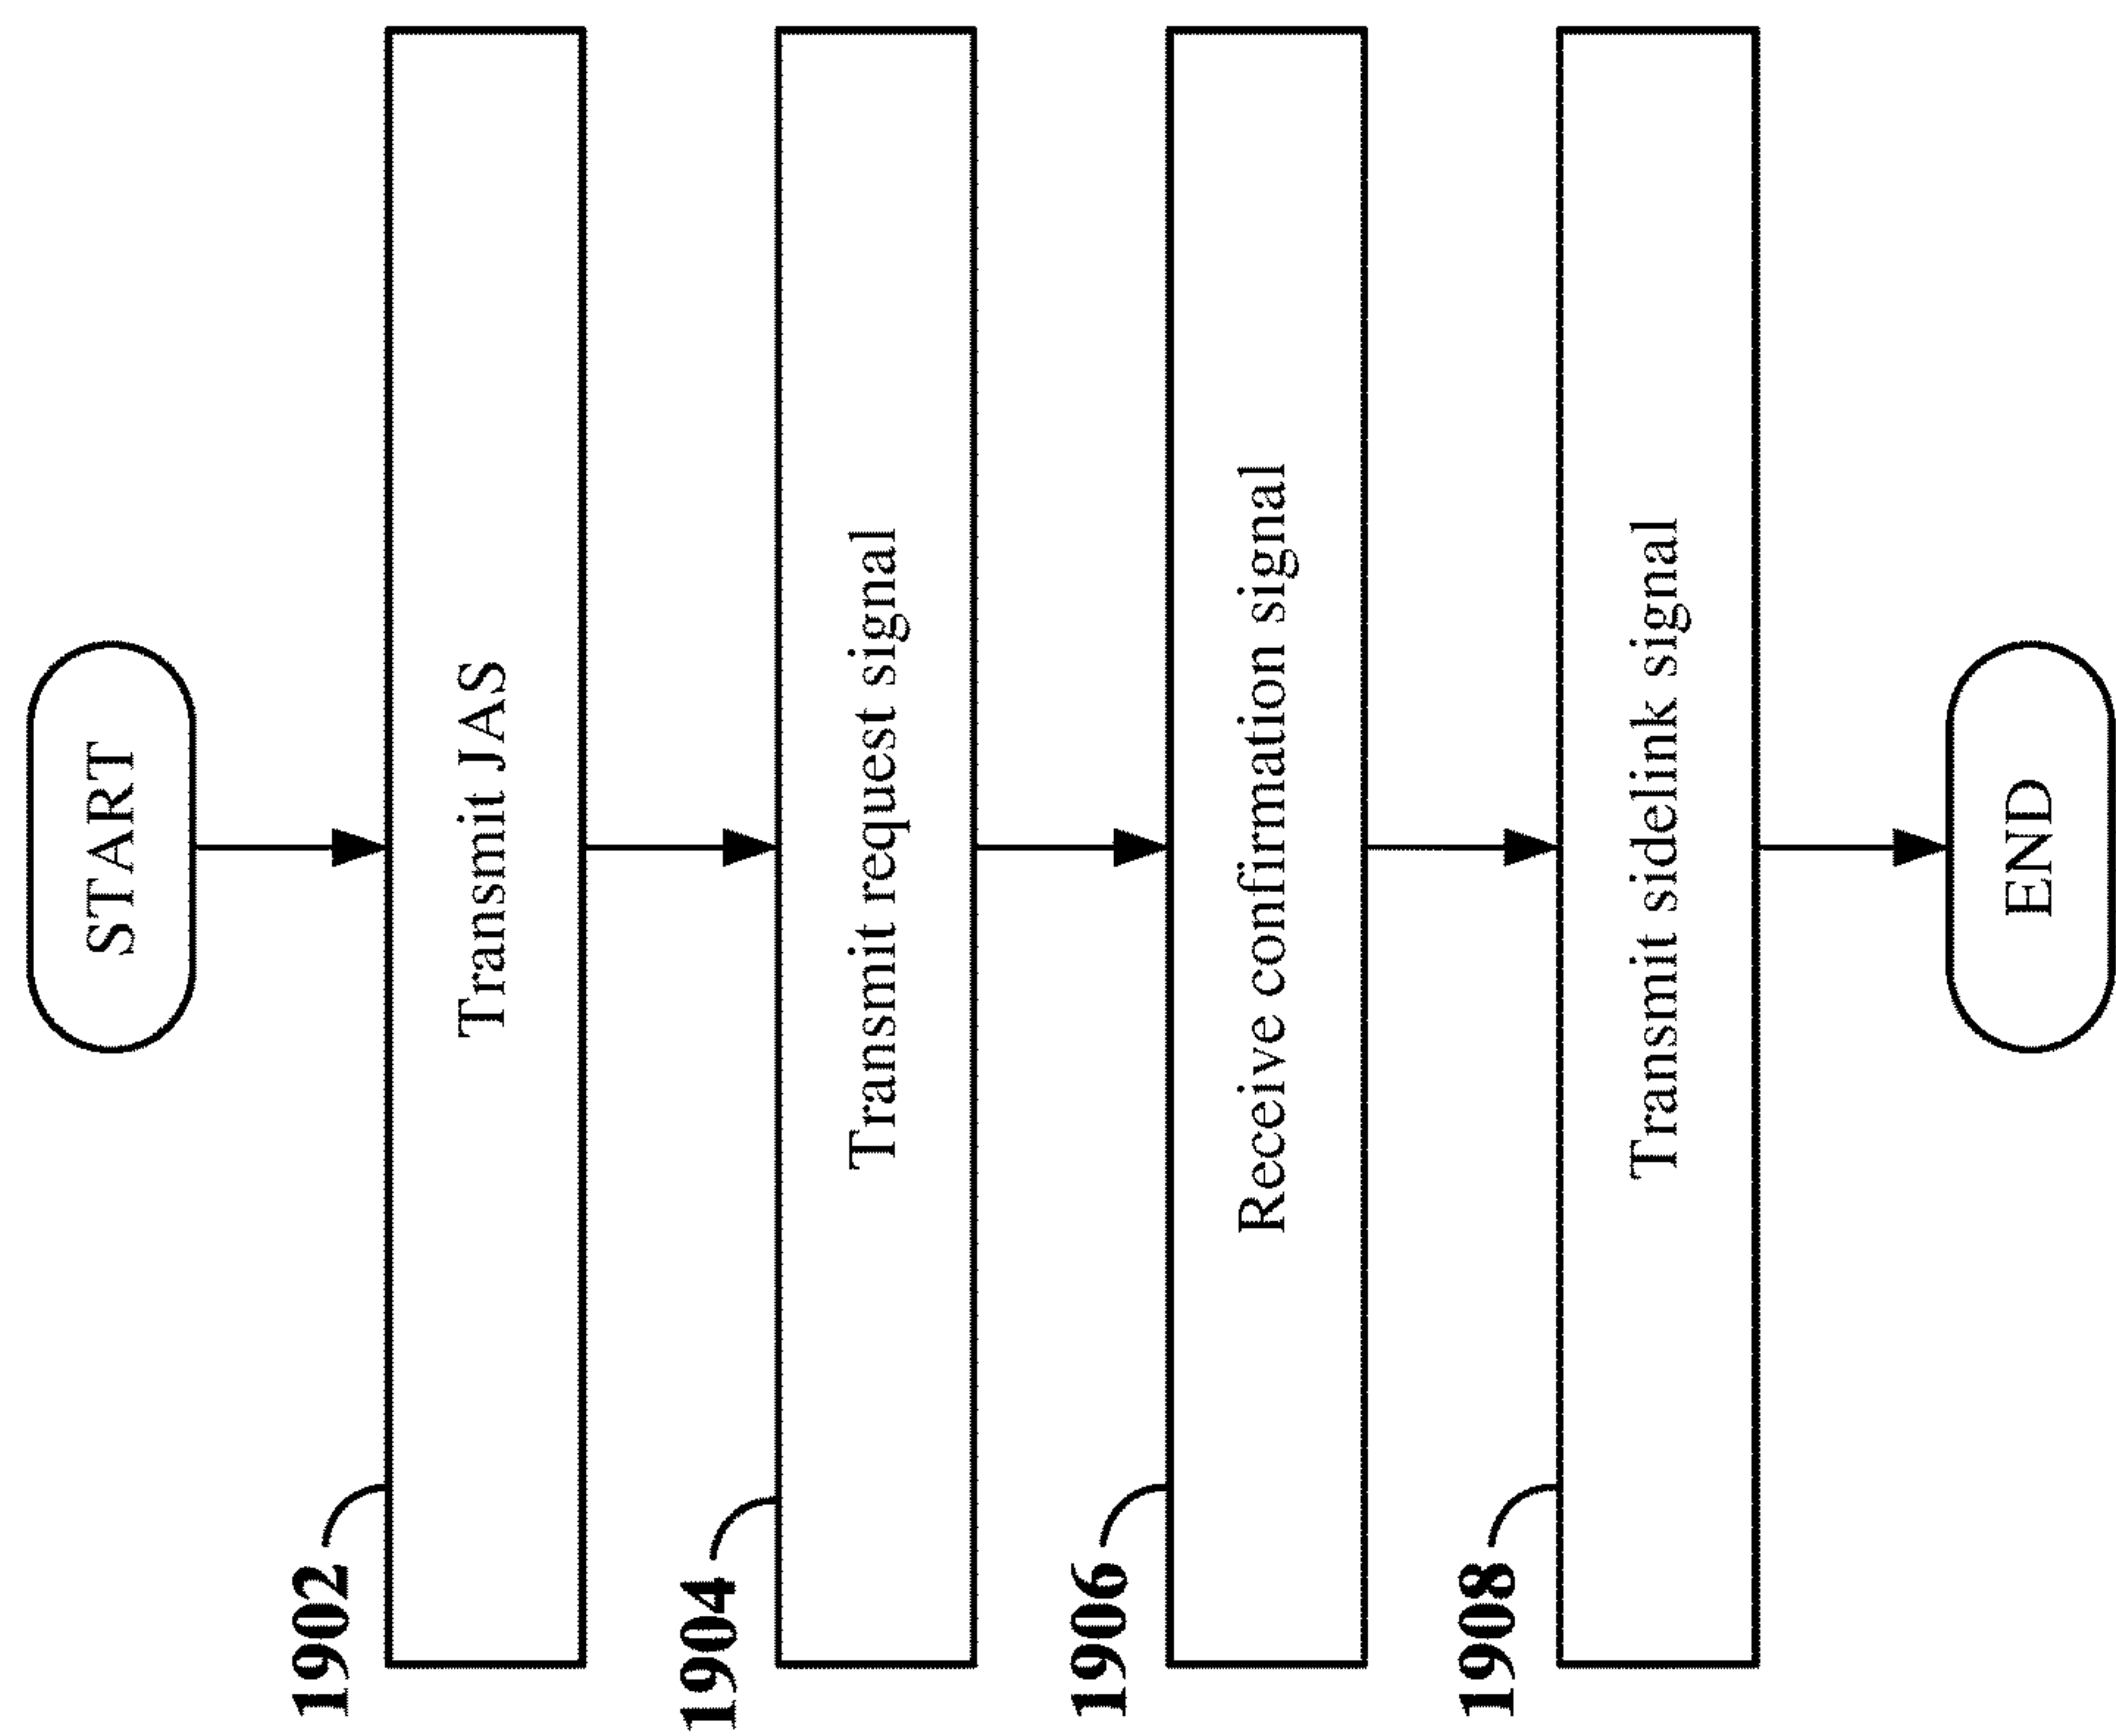 START
1902
Transmit JAS
1904
Transmit request signal
1906
Receive confirmation signal
1908
Transmit sidelink signal
END